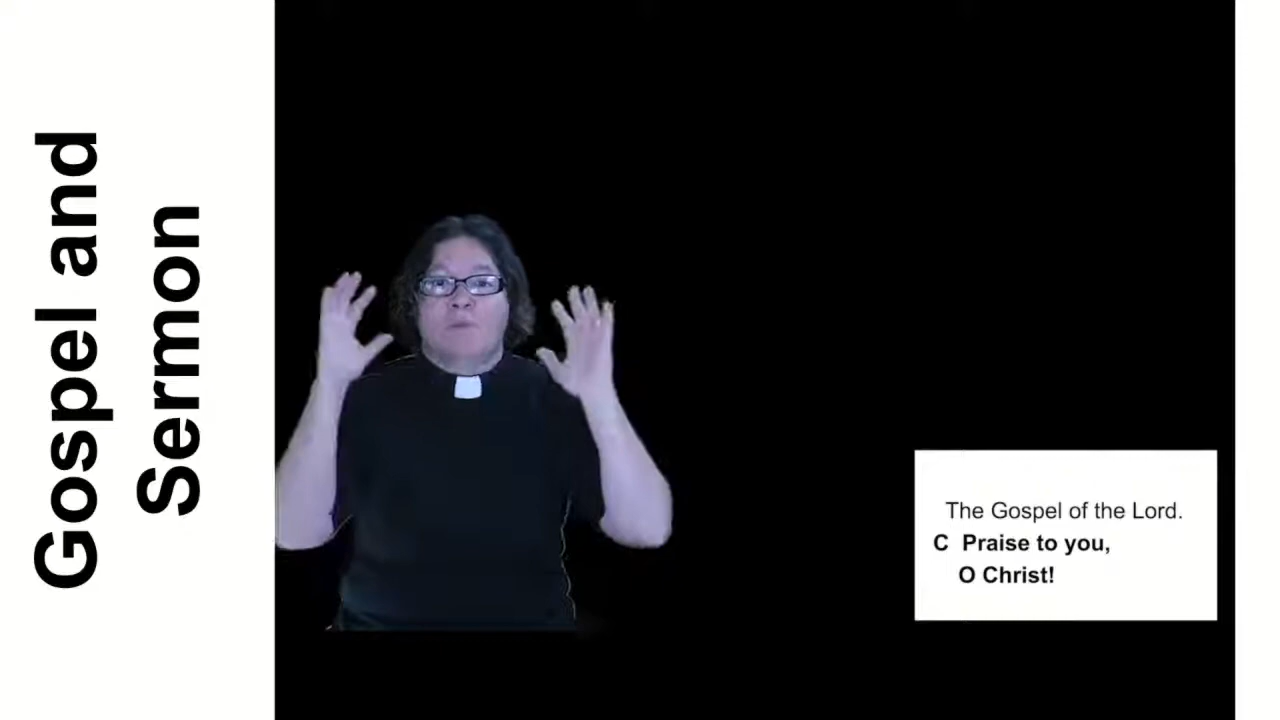 Gospel and
Sermon
The Gospel of the Lord.
C Praise to you,
O Christ!